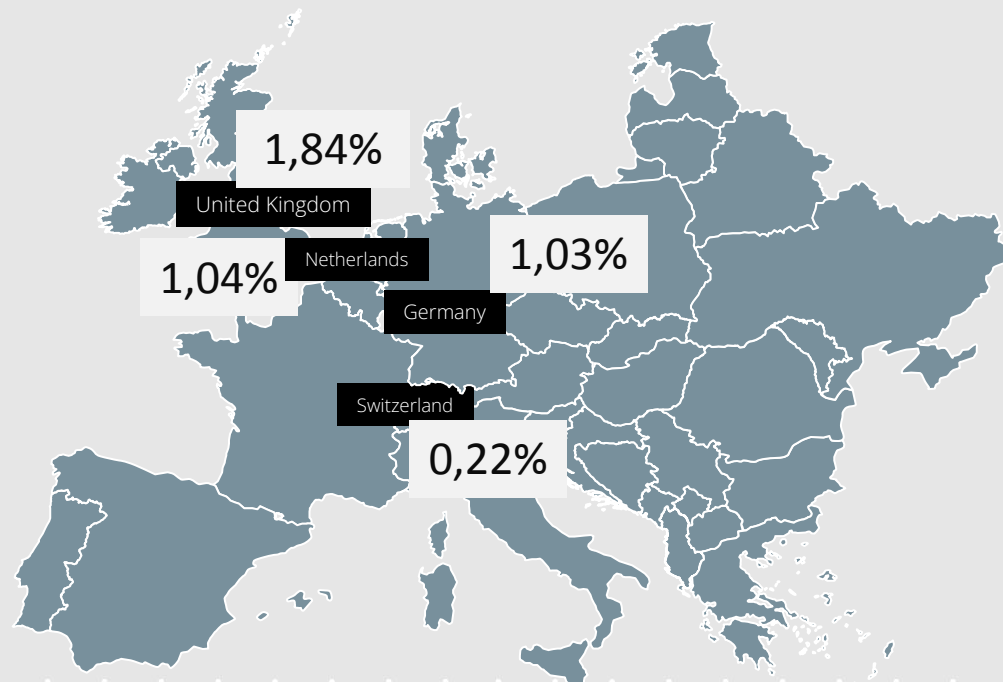 1,84%
United Kingdom
1,04%
Netherlands
1,03%
Germany
Switzerland
0,22%